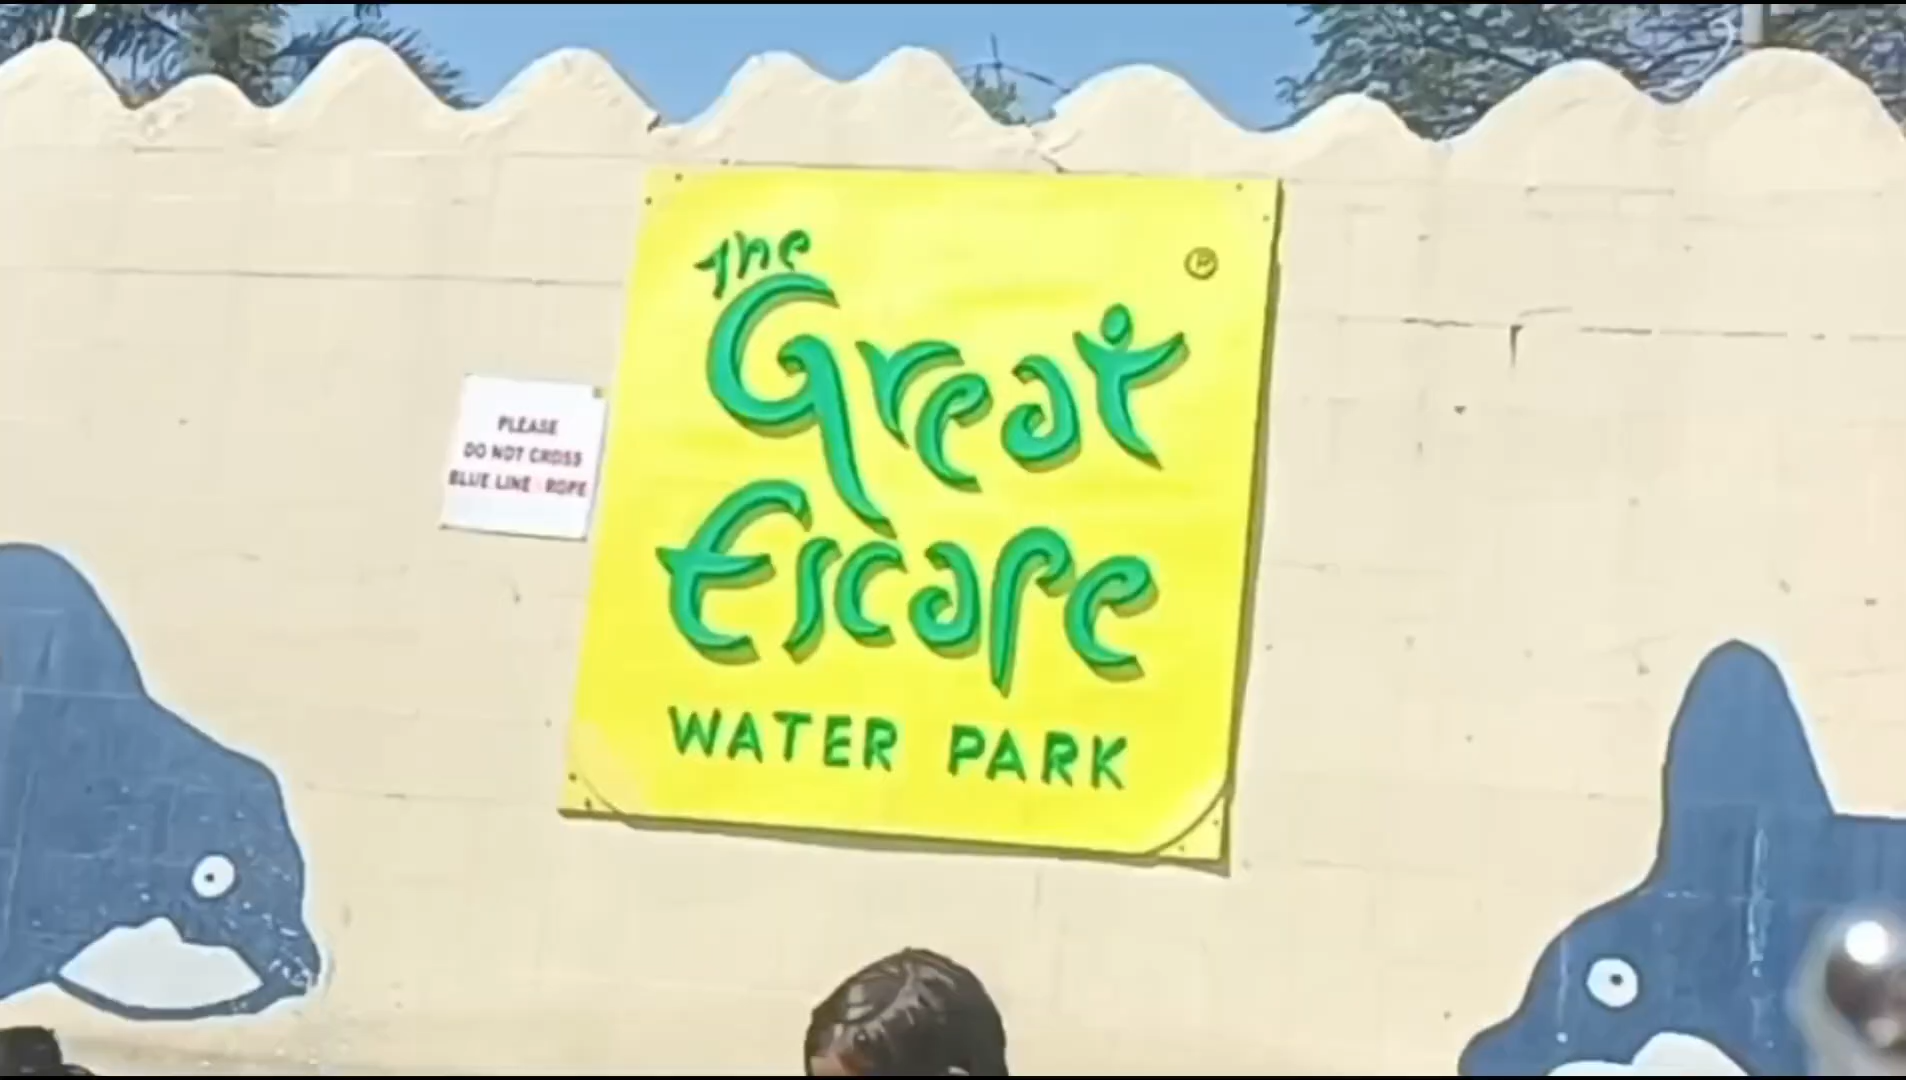 PLEASE
DO NOT CROSS
BLUE LINE ROPE
The
Great
Escape
WATER PARK
®